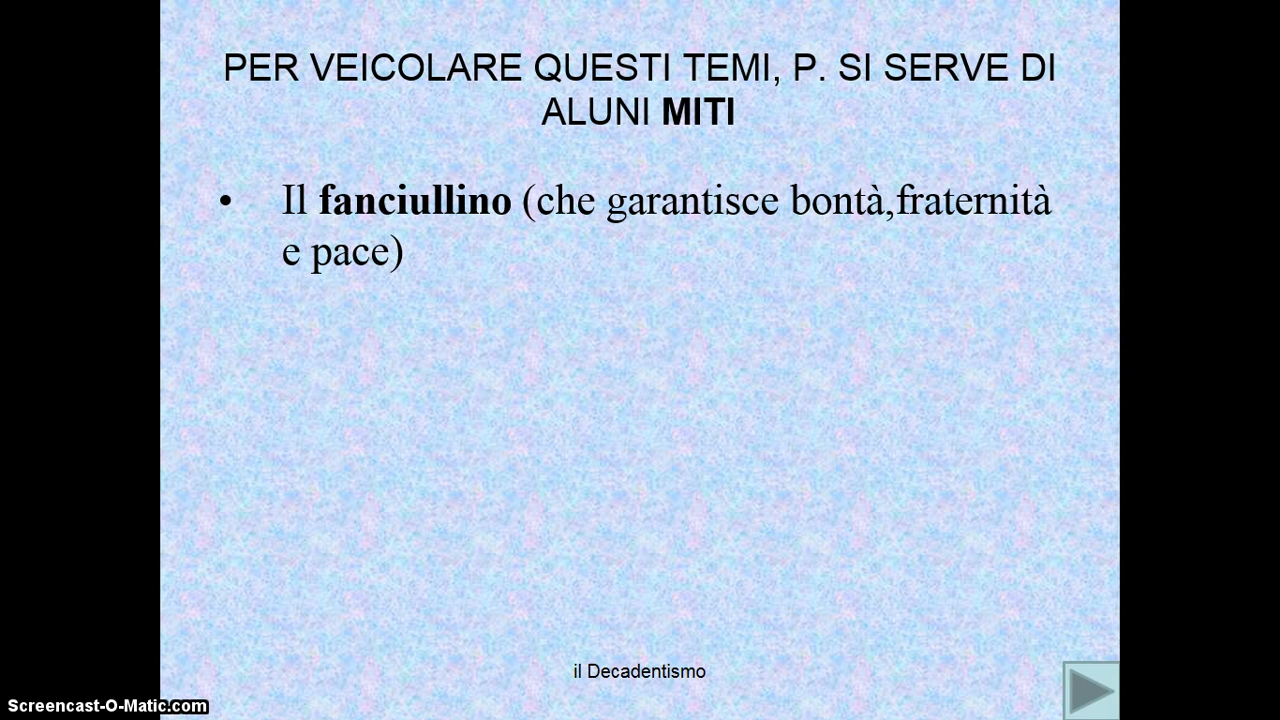 PER VEICOLARE QUESTI TEMI, P. SI SERVE DI
ALUNI MITI
• Il fanciullino (che garantisce bontà,fraternità
e pace)
il Decadentismo
Screencast-O-Matic.com